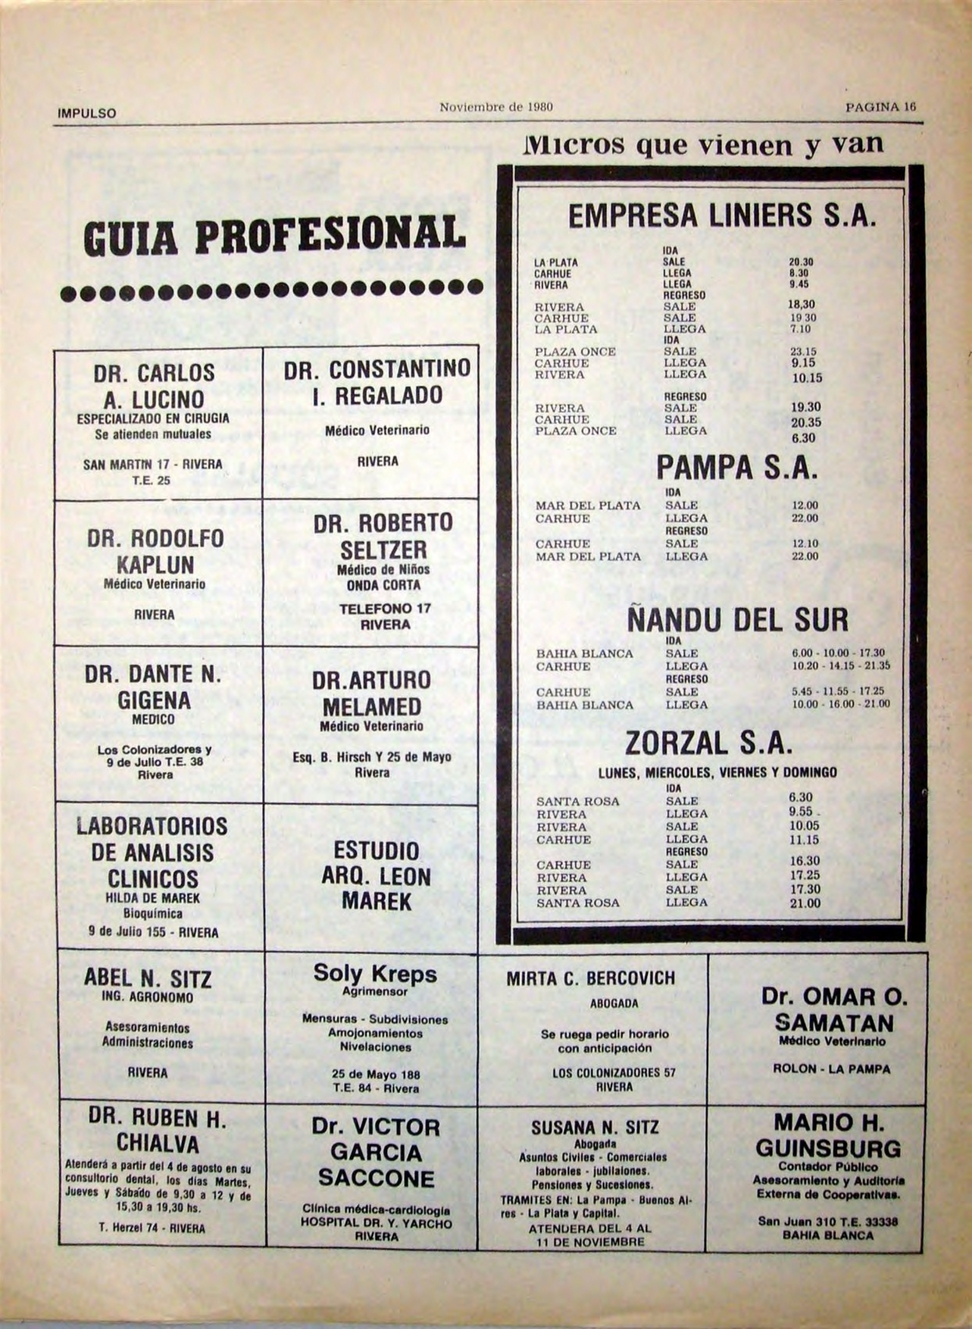 IMPULSO
Noviembre de 1980
PAGINA 16
GUIA PROFESIONAL
DR. CARLOS
A. LUCINO
ESPECIALIZADO EN CIRUGIA
Se atienden mutuales
SAN MARTIN 17 - RIVERA
T.E. 25
DR. CONSTANTINO
I. REGALADO
Médico Veterinario
RIVERA
DR. RODOLFO
KAPLUN
Médico Veterinario
RIVERA
DR. ROBERTO
SELTZER
Médico de Niños
ONDA CORTA
TELEFONO 17
RIVERA
DR. DANTE N.
GIGENA
MEDICO
Los Colonizadores y
9 de Julio T.E. 38
Rivera
DR.ARTURO
MELAMED
Médico Veterinario
Esq. B. Hirsch Y 25 de Mayo
Rivera
LABORATORIOS
DE ANALISIS
CLINICOS
HILDA DE MAREK
Bioquímica
9 de Julio 155 - RIVERA
ESTUDIO
ARQ. LEON
MAREK
Micros que vienen y van
EMPRESA LINIERS S.A.
IDA
LA PLATA SALE 20.30
CARHUE LLEGA 8.30
RIVERA LLEGA 9.45
REGRESO
RIVERA SALE 18,30
CARHUE SALE 19 30
LA PLATA LLEGA 7.10
IDA
PLAZA ONCE SALE 23.15
CARHUE LLEGA 9.15
RIVERA LLEGA 10.15
REGRESO
RIVERA SALE 19.30
CARHUE SALE 20.35
PLAZA ONCE LLEGA 6.30
PAMPA S.A.
IDA
MAR DEL PLATA SALE 12.00
CARHUE LLEGA 22.00
REGRESO
CARHUE SALE 12.10
MAR DEL PLATA LLEGA 22.00
ÑANDU DEL SUR
IDA
BAHIA BLANCA SALE 6.00 - 10.00 - 17.30
CARHUE LLEGA 10.20 - 14.15 - 21.35
REGRESO
CARHUE SALE 5.45 - 11.55 - 17.25
BAHIA BLANCA LLEGA 10.00 - 16.00 - 21.00
ZORZAL S.A.
LUNES, MIERCOLES, VIERNES Y DOMINGO
IDA
SANTA ROSA SALE 6.30
RIVERA LLEGA 9.55
RIVERA SALE 10.05
CARHUE LLEGA 11.15
REGRESO
CARHUE SALE 16.30
RIVERA LLEGA 17.25
RIVERA SALE 17.30
SANTA ROSA LLEGA 21.00
ABEL N. SITZ
ING. AGRONOMO
Asesoramientos
Administraciones
RIVERA
Soly Kreps
Agrimensor
Mensuras - Subdivisiones
Amojonamientos
Nivelaciones
25 de Mayo 188
T.E. 84 - Rivera
MIRTA C. BERCOVICH
ABOGADA
Se ruega pedir horario
con anticipación
LOS COLONIZADORES 57
RIVERA
Dr. OMAR O.
SAMATAN
Médico Veterinario
ROLON - LA PAMPA
DR. RUBEN H.
CHIALVA
Atenderá a partir del 4 de agosto en su
consultorio dental, los días Martes,
Jueves y Sábado de 9,30 a 12 y de
15,30 a 19,30 hs.
T. Herzel 74 - RIVERA
Dr. VICTOR
GARCIA
SACCONE
Clínica médica-cardiología
HOSPITAL DR. Y. YARCHO
RIVERA
SUSANA N. SITZ
Abogada
Asuntos Civiles - Comerciales
laborales - jubilaiones.
Pensiones y Sucesiones.
TRAMITES EN: La Pampa - Buenos Ai-
res - La Plata y Capital.
ATENDERA DEL 4 AL
11 DE NOVIEMBRE
MARIO H.
GUINSBURG
Contador Público
Asesoramiento y Auditoría
Externa de Cooperativas.
San Juan 310 T.E. 33338
BAHIA BLANCA